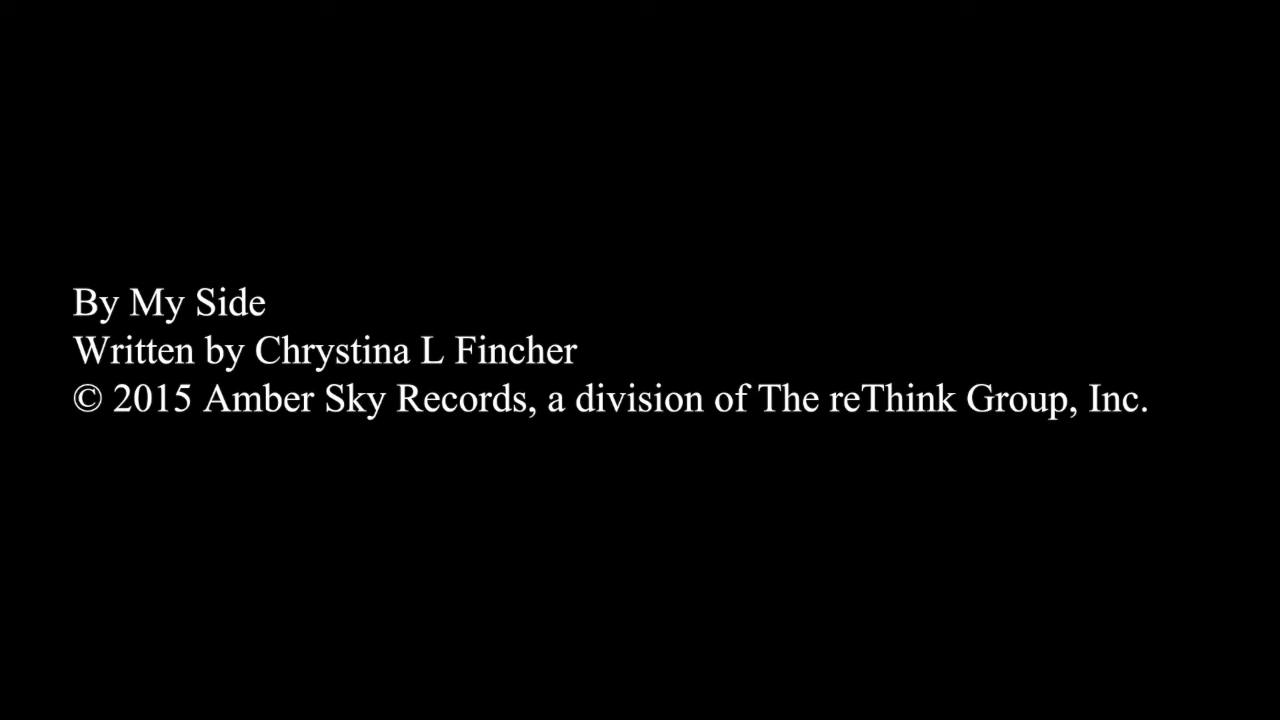 By My Side
Written by Chrystina L Fincher
© 2015 Amber Sky Records, a division of The reThink Group, Inc.